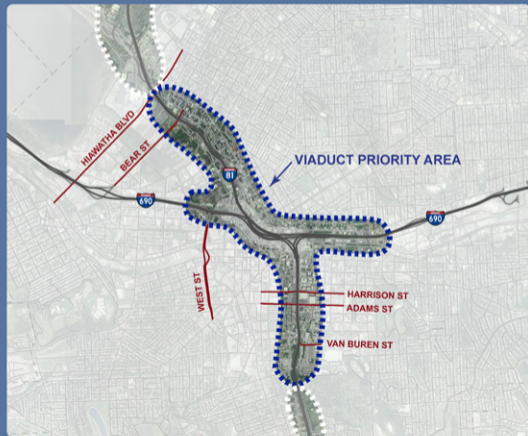 HIAWATHA BLVD
BEAR ST
81
VIADUCT PRIORITY AREA
690
690
WEST ST
HARRISON ST
ADAMS ST
VAN BUREN ST